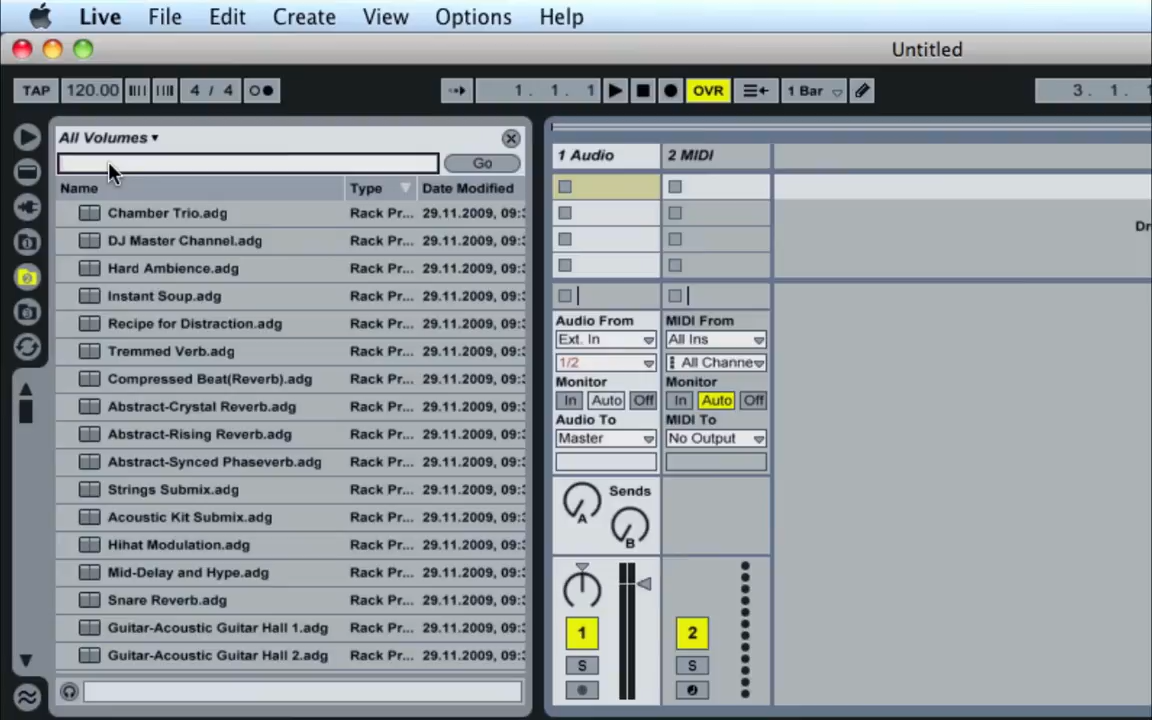 Live File Edit Create View Options Help
Untitled
TAP 120.00 4 / 4 1. 1. 1 OVR 1 Bar 3. 1. 1
All Volumes
Go
Name Type Date Modified
Chamber Trio.adg Rack Pr... 29.11.2009, 09:3
DJ Master Channel.adg Rack Pr... 29.11.2009, 09:3
Hard Ambience.adg Rack Pr... 29.11.2009, 09:3
Instant Soup.adg Rack Pr... 29.11.2009, 09:3
Recipe for Distraction.adg Rack Pr... 29.11.2009, 09:3
Tremmed Verb.adg Rack Pr... 29.11.2009, 09:3
Compressed Beat(Reverb).adg Rack Pr... 29.11.2009, 09:3
Abstract-Crystal Reverb.adg Rack Pr... 29.11.2009, 09:3
Abstract-Rising Reverb.adg Rack Pr... 29.11.2009, 09:3
Abstract-Synced Phaseverb.adg Rack Pr... 29.11.2009, 09:3
Strings Submix.adg Rack Pr... 29.11.2009, 09:3
Acoustic Kit Submix.adg Rack Pr... 29.11.2009, 09:3
Hihat Modulation.adg Rack Pr... 29.11.2009, 09:3
Mid-Delay and Hype.adg Rack Pr... 29.11.2009, 09:3
Snare Reverb.adg Rack Pr... 29.11.2009, 09:3
Guitar-Acoustic Guitar Hall 1.adg Rack Pr... 29.11.2009, 09:3
Guitar-Acoustic Guitar Hall 2.adg Rack Pr... 29.11.2009, 09:3
1 Audio 2 MIDI
Dr
Audio From MIDI From
Ext. In All Ins
1/2 All Channe
Monitor Monitor
In Auto Off In Auto Off
Audio To MIDI To
Master No Output
Sends
A
B
1 2
S S